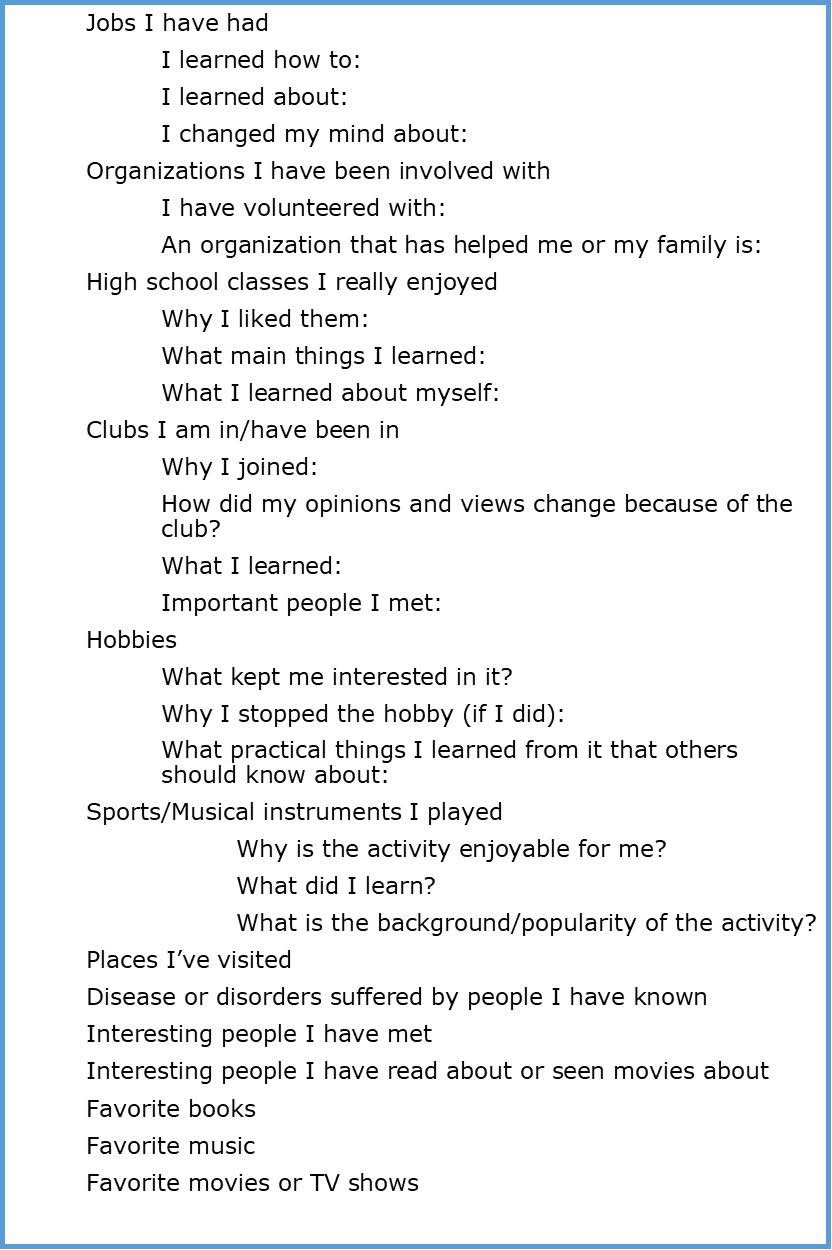 Jobs I have had
I learned how to:
I learned about:
I changed my mind about:
Organizations I have been involved with
I have volunteered with:
An organization that has helped me or my family is:
High school classes I really enjoyed
Why I liked them:
What main things I learned:
What I learned about myself:
Clubs I am in/have been in
Why I joined:
How did my opinions and views change because of the
club?
What I learned:
Important people I met:
Hobbies
What kept me interested in it?
Why I stopped the hobby (if I did):
What practical things I learned from it that others
should know about:
Sports/Musical instruments I played
Why is the activity enjoyable for me?
What did I learn?
What is the background/popularity of the activity?
Places I’ve visited
Disease or disorders suffered by people I have known
Interesting people I have met
Interesting people I have read about or seen movies about
Favorite books
Favorite music
Favorite movies or TV shows